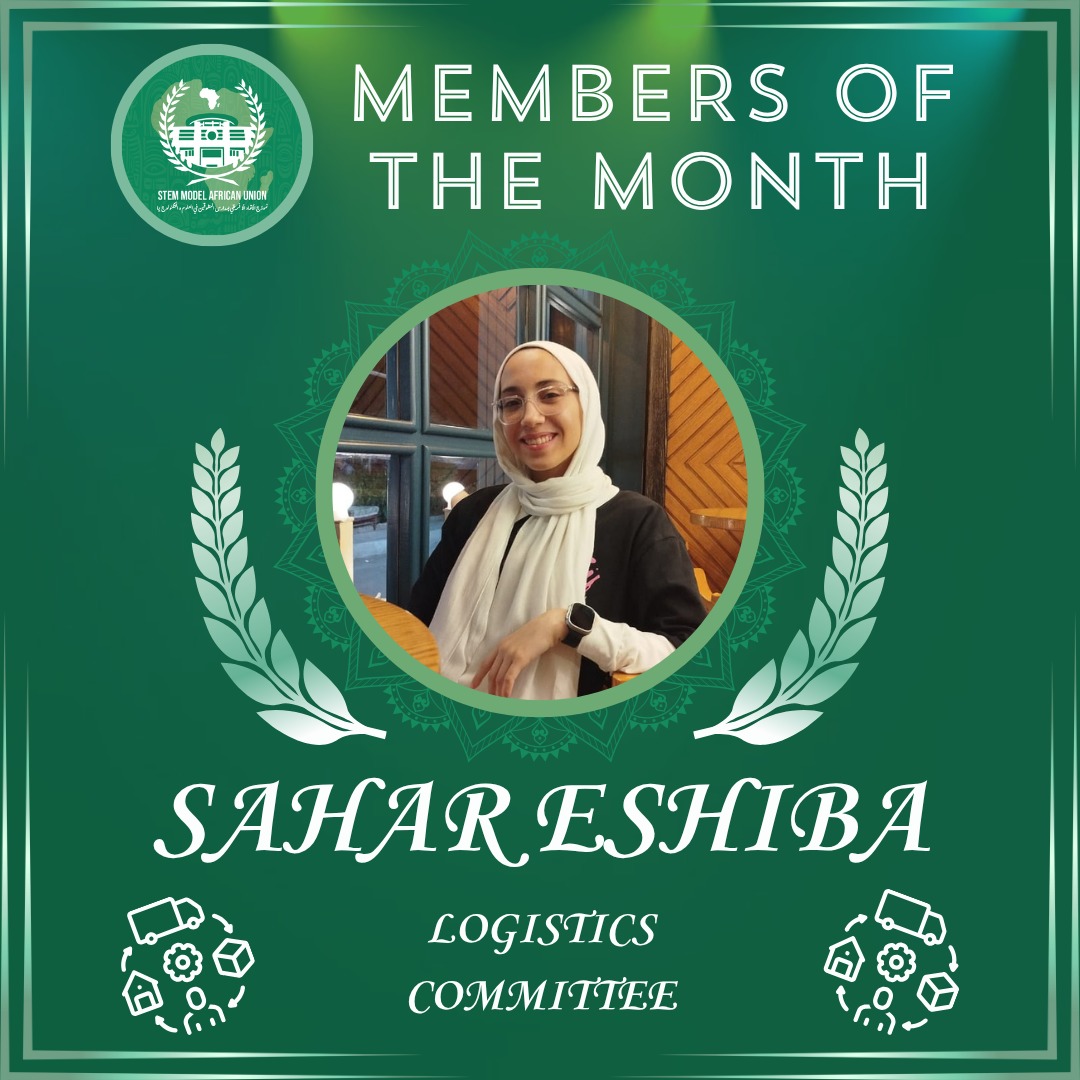 STEM MODEL AFRICAN UNION
MEMBERS OF
THE MONTH
SAHAR ESHIBA
LOGISTICS
COMMITTEE